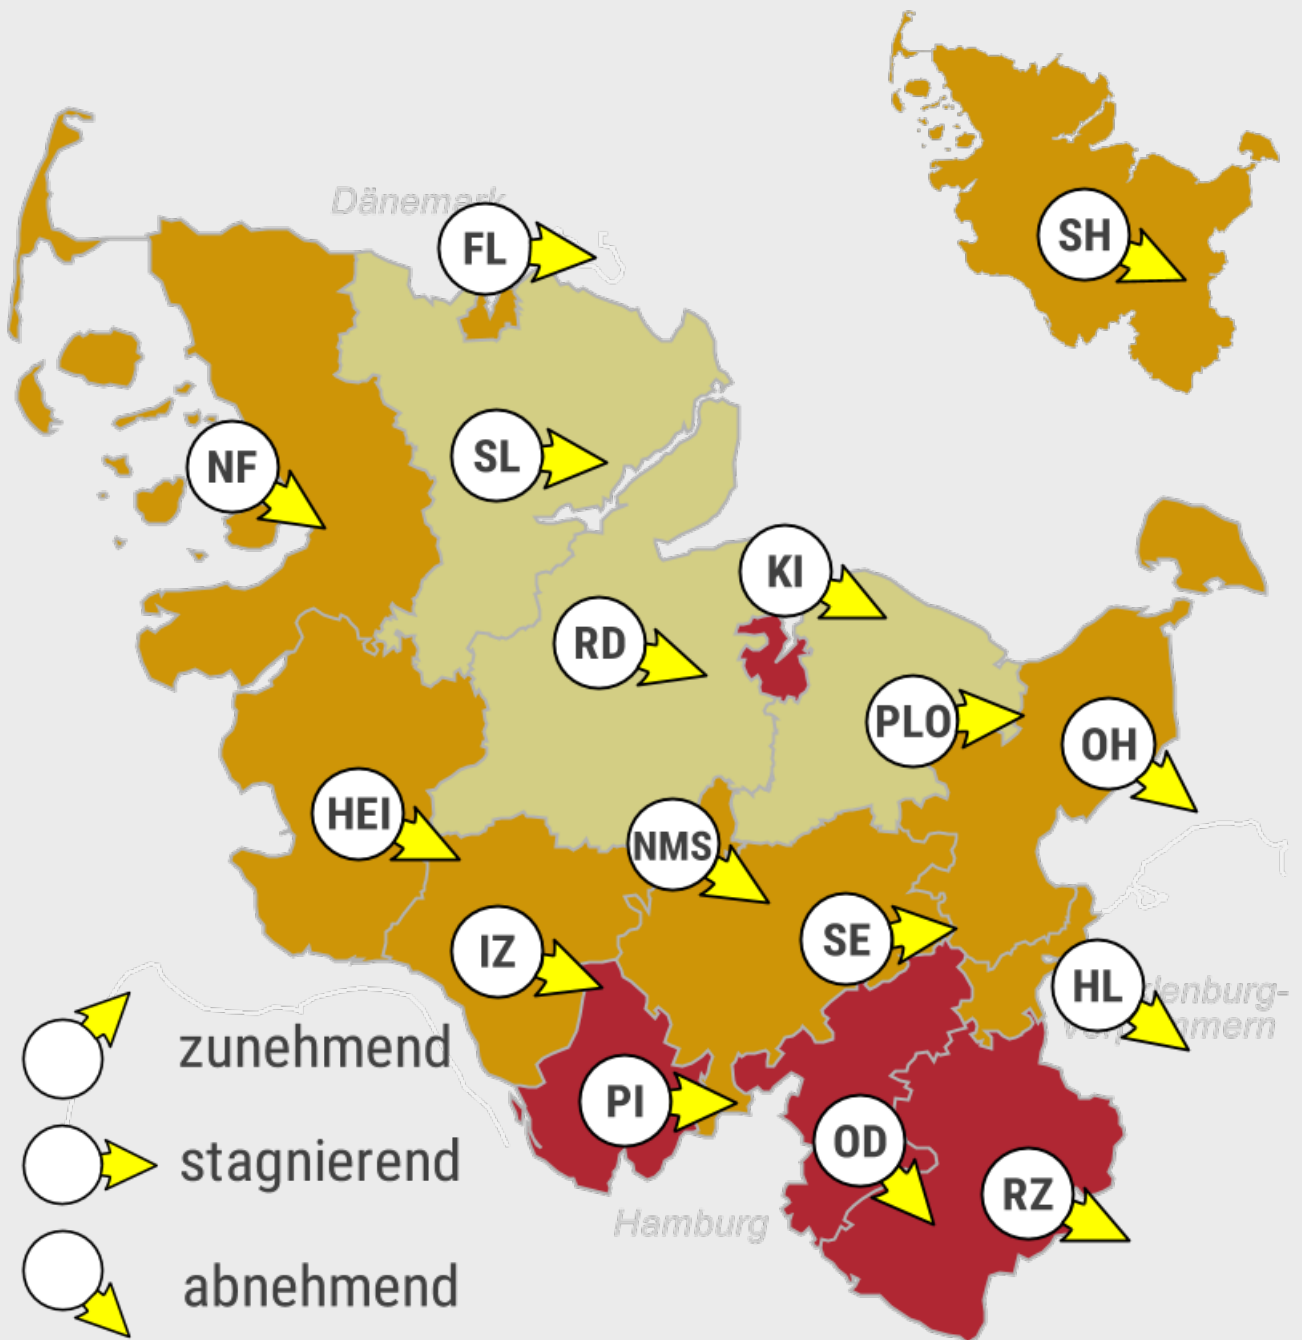 Dänemark
FL
SH
NF
SL
KI
RD
PLO
OH
HEI
NMS
IZ
SE
HL
PI
OD
RZ
Hamburg
zunehmend
stagnierend
abnehmend